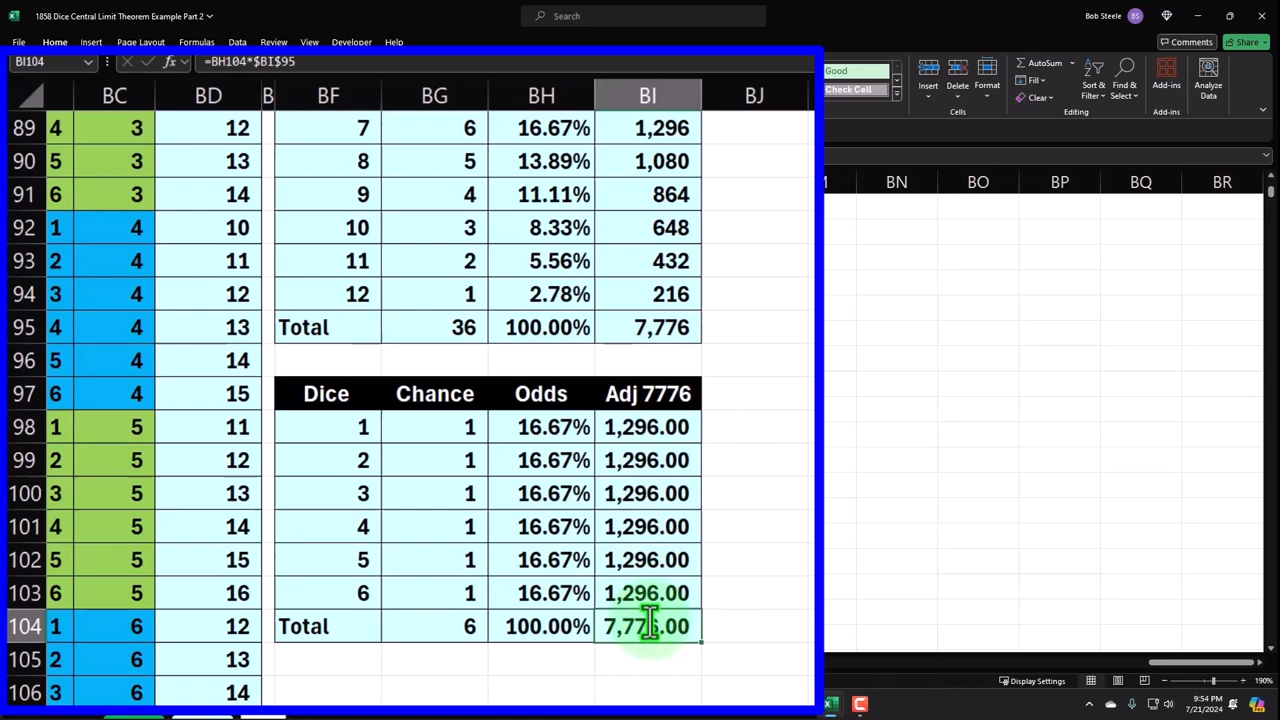 1858 Dice Central Limit Theorem Example Part 2
Search
Bob Steele BS
Home Insert Page Layout Formulas Data Review View Developer Help
Comments Share
BI104 fx =BH104*$BI$95
Good
Check Cell
Insert Delete Format
AutoSum
Fill
Clear
Sort & Filter
Find & Select
Add-ins
Analyze Data
Cells
Add-ins
BC BD B BF BG BH BI BJ
BN BO BP BQ BR
89 4 3 12 7 6 16.67% 1,296
90 5 3 13 8 5 13.89% 1,080
91 6 3 14 9 4 11.11% 864
92 1 4 10 10 3 8.33% 648
93 2 4 11 11 2 5.56% 432
94 3 4 12 12 1 2.78% 216
95 4 4 13 Total 36 100.00% 7,776
96 5 4 14
97 6 4 15 Dice Chance Odds Adj 7776
98 1 5 11 1 1 16.67% 1,296.00
99 2 5 12 2 1 16.67% 1,296.00
100 3 5 13 3 1 16.67% 1,296.00
101 4 5 14 4 1 16.67% 1,296.00
102 5 5 15 5 1 16.67% 1,296.00
103 6 5 16 6 1 16.67% 1,296.00
104 1 6 12 Total 6 100.00% 7,776.00
105 2 6 13
106 3 6 14
Display Settings
190%
9:54 PM
7/21/2024